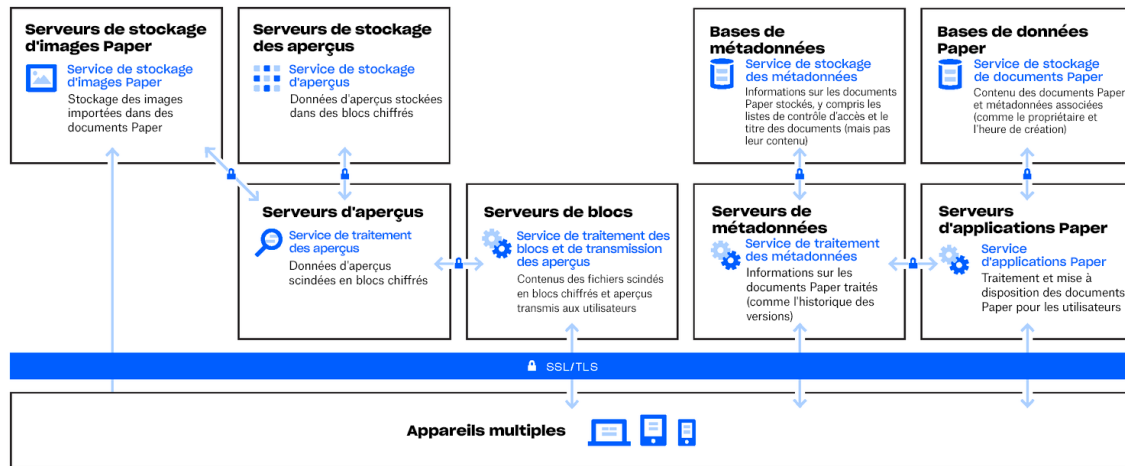 Serveurs de stockage
d'images Paper
Service de stockage
d'images Paper
Stockage des images
importées dans des
documents Paper
Serveurs de stockage
des aperçus
Service de stockage
d'aperçus
Données d'aperçus stockées
dans des blocs chiffrés
Bases de
métadonnées
Service de stockage
des métadonnées
Informations sur les documents
Paper stockés, y compris les
listes de contrôle d'accès et le
titre des documents (mais pas
leur contenu)
Bases de données
Paper
Service de stockage
de documents Paper
Contenu des documents Paper
et métadonnées associées
(comme le propriétaire et
l'heure de création)
Serveurs d'aperçus
Service de traitement
des aperçus
Données d'aperçus
scindées en blocs chiffrés
Serveurs de blocs
Service de traitement des
blocs et de transmission
des aperçus
Contenus des fichiers scindés
en blocs chiffrés et aperçus
transmis aux utilisateurs
Serveurs de
métadonnées
Service de traitement
des métadonnées
Informations sur les
documents Paper traités
(comme l'historique des
versions)
Serveurs
d'applications Paper
Service
d'applications Paper
Traitement et mise à
disposition des documents
Paper pour les utilisateurs
SSL/TLS
Appareils multiples